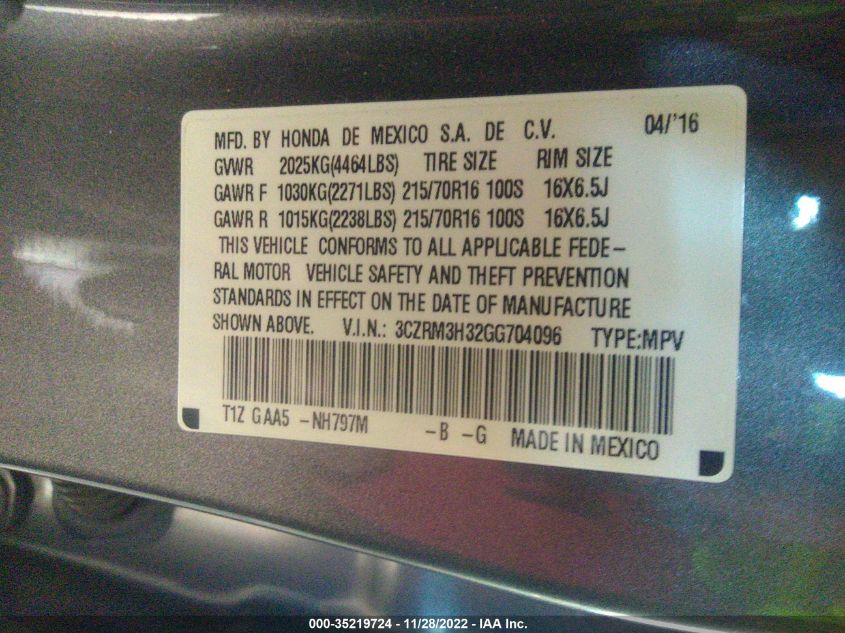 MFD. BY HONDA DE MEXICO S.A. DE C.V. 04/'16
GVWR 2025KG(4464LBS) TIRE SIZE RIM SIZE
GAWR F 1030KG(2271LBS) 215/70R16 100S 16X6.5J
GAWR R 1015KG(2238LBS) 215/70R16 100S 16X6.5J
THIS VEHICLE CONFORMS TO ALL APPLICABLE FEDE-
RAL MOTOR VEHICLE SAFETY AND THEFT PREVENTION
STANDARDS IN EFFECT ON THE DATE OF MANUFACTURE
SHOWN ABOVE. V.I.N.: 3CZRM3H32GG704096 TYPE:MPV
T1Z GAA5 -NH797M -B -G MADE IN MEXICO
000-35219724 - 11/28/2022 - IAA Inc.